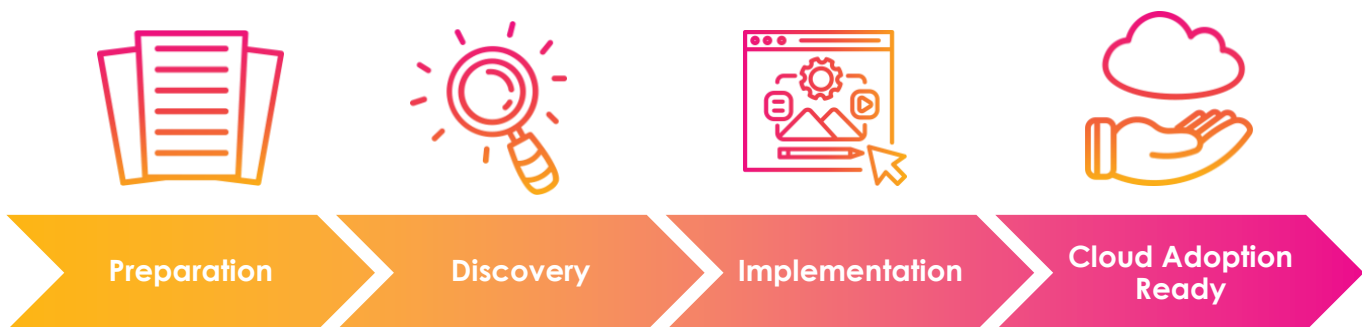 Preparation
Discovery
Implementation
Cloud Adoption
Ready